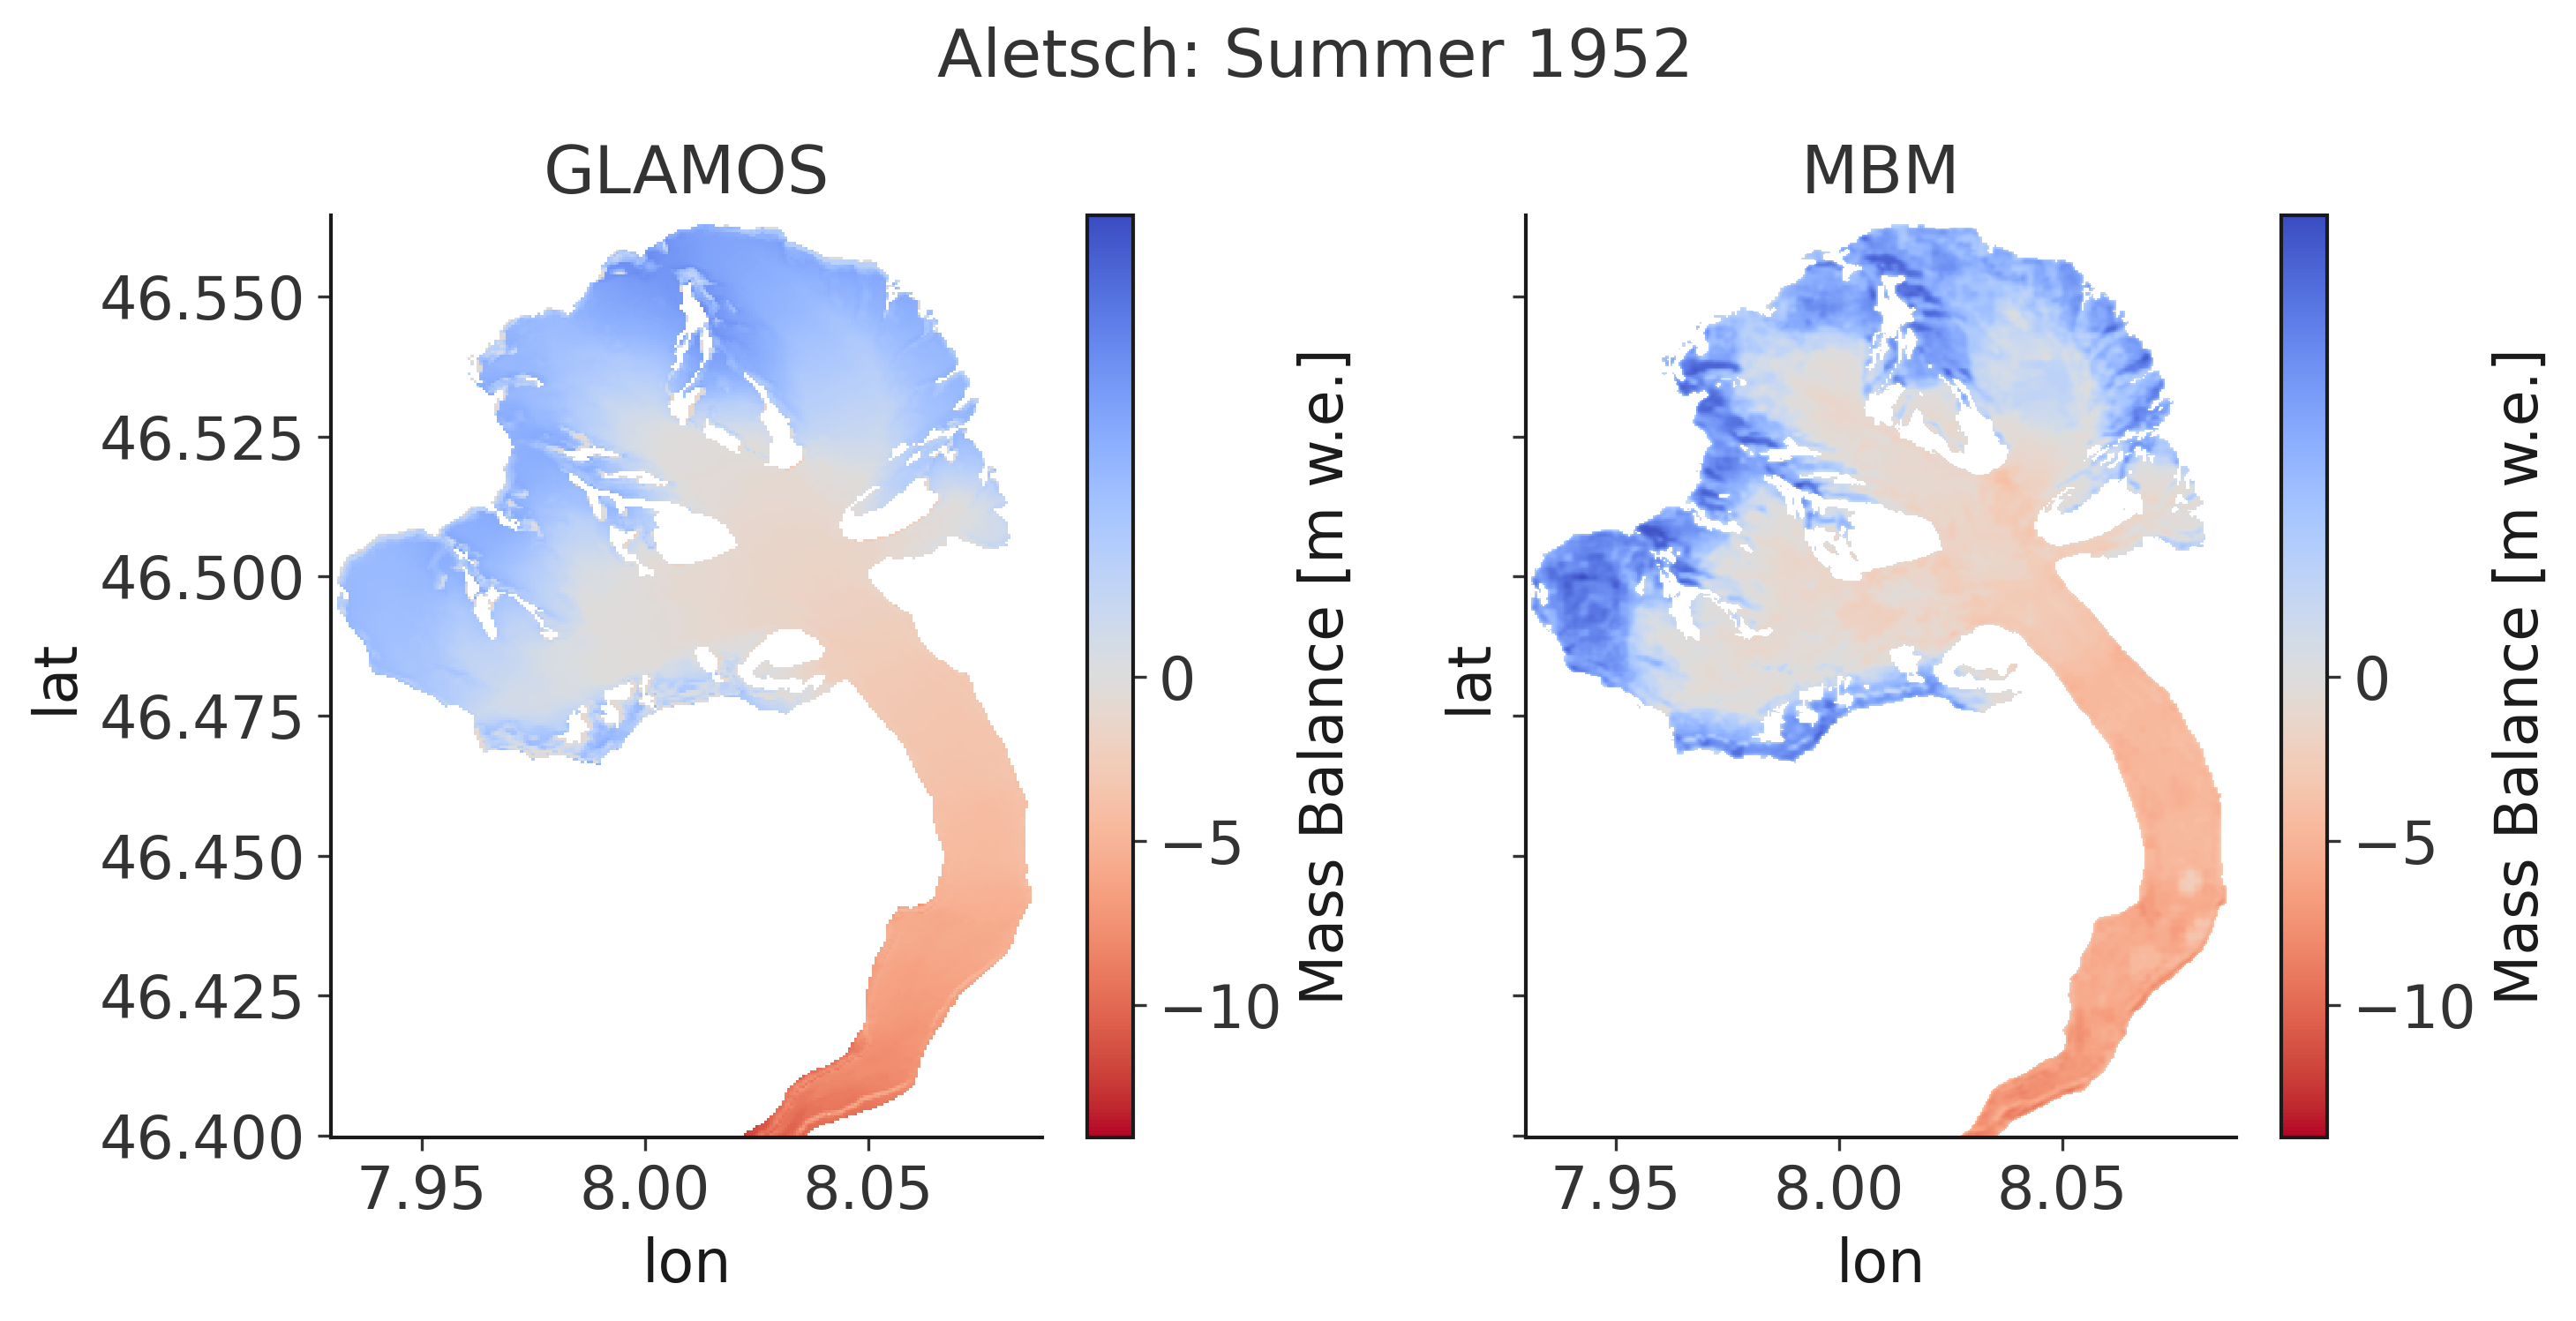 Aletsch: Summer 1952
GLAMOS
46.550
46.525
46.500
46.475
46.450
46.425
46.400
lat
7.95 8.00 8.05
lon
0
−5
−10
Mass Balance [m w.e.]
MBM
lat
7.95 8.00 8.05
lon
0
−5
−10
Mass Balance [m w.e.]